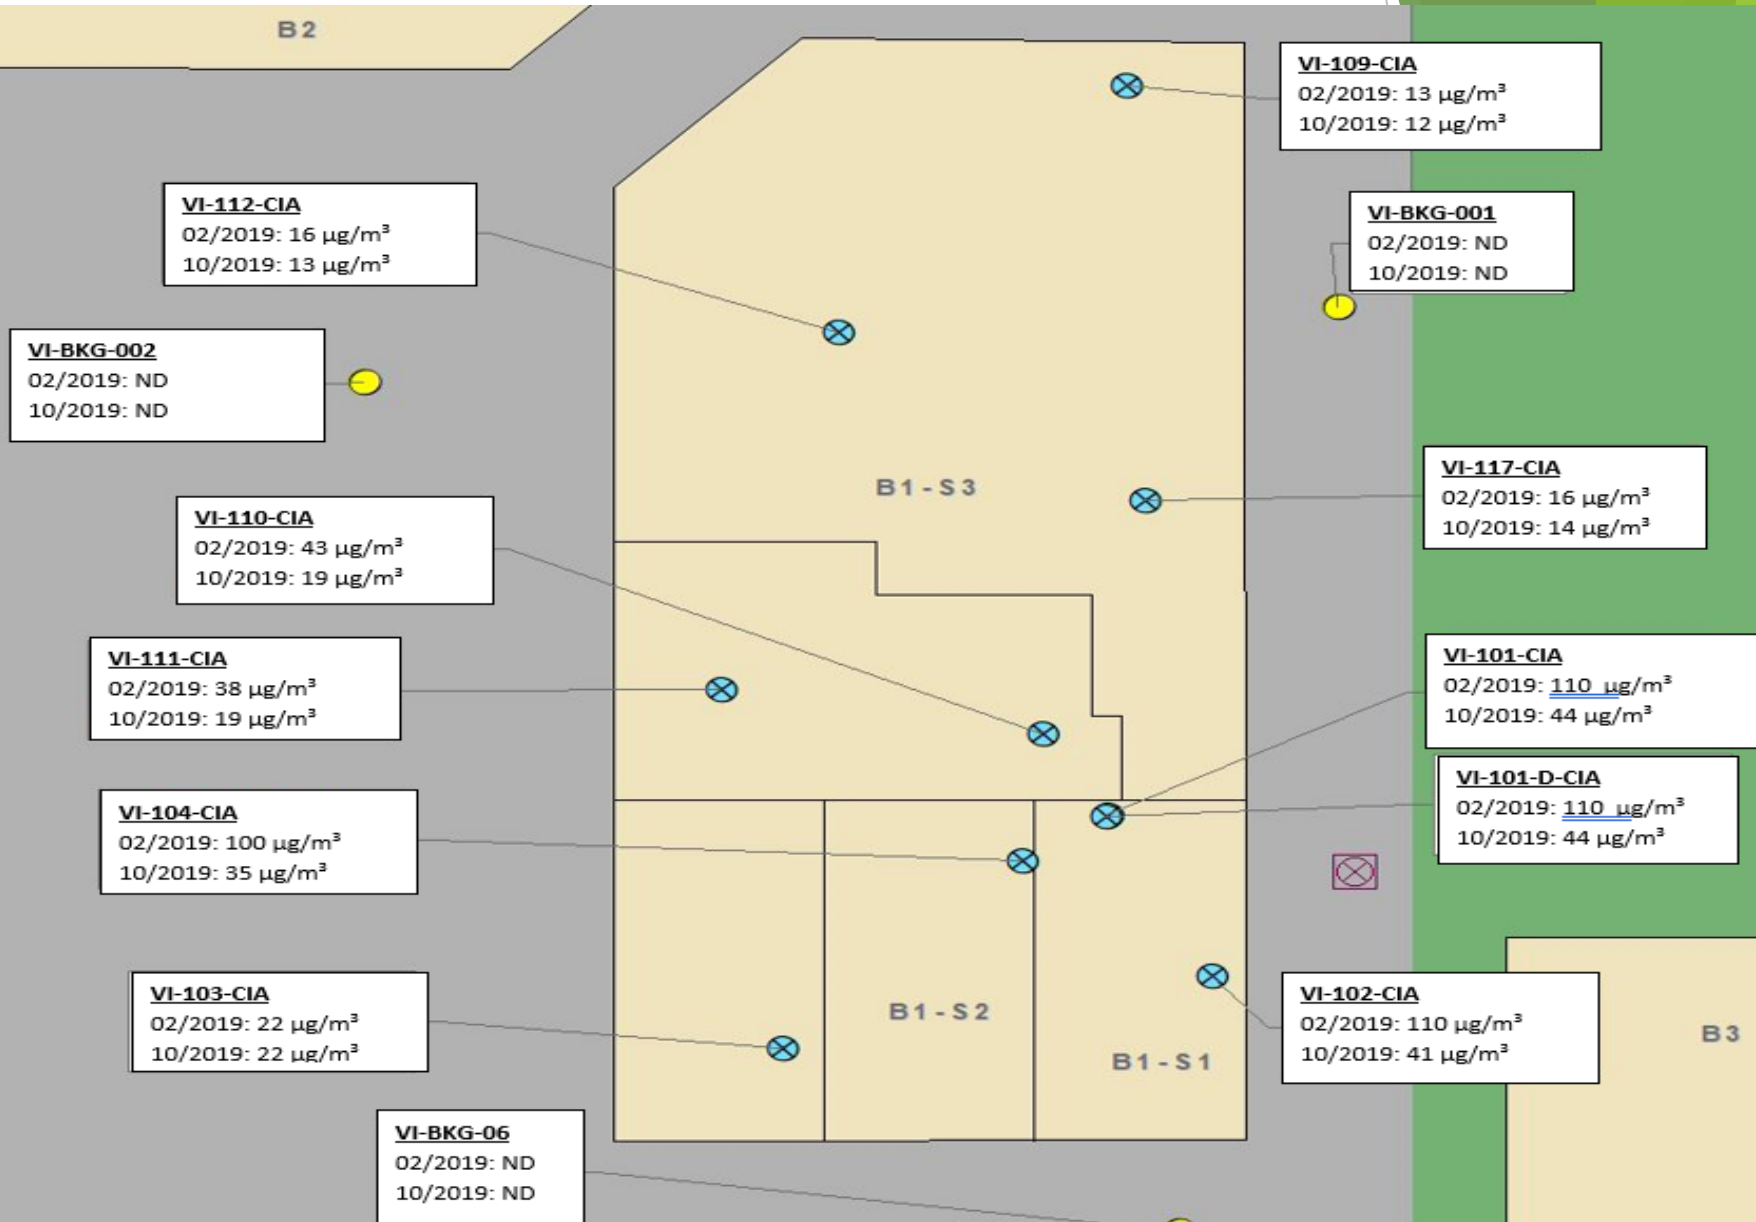 B2
VI-109-CIA
02/2019: 13 µg/m³
10/2019: 12 µg/m³
VI-112-CIA
02/2019: 16 µg/m³
10/2019: 13 µg/m³
VI-BKG-001
02/2019: ND
10/2019: ND
VI-BKG-002
02/2019: ND
10/2019: ND
B1-S3
VI-117-CIA
02/2019: 16 µg/m³
10/2019: 14 µg/m³
VI-110-CIA
02/2019: 43 µg/m³
10/2019: 19 µg/m³
VI-111-CIA
02/2019: 38 µg/m³
10/2019: 19 µg/m³
VI-101-CIA
02/2019: 110 µg/m³
10/2019: 44 µg/m³
VI-101-D-CIA
02/2019: 110 µg/m³
10/2019: 44 µg/m³
VI-104-CIA
02/2019: 100 µg/m³
10/2019: 35 µg/m³
VI-103-CIA
02/2019: 22 µg/m³
10/2019: 22 µg/m³
B1-S2
B1-S1
VI-102-CIA
02/2019: 110 µg/m³
10/2019: 41 µg/m³
B3
VI-BKG-06
02/2019: ND
10/2019: ND